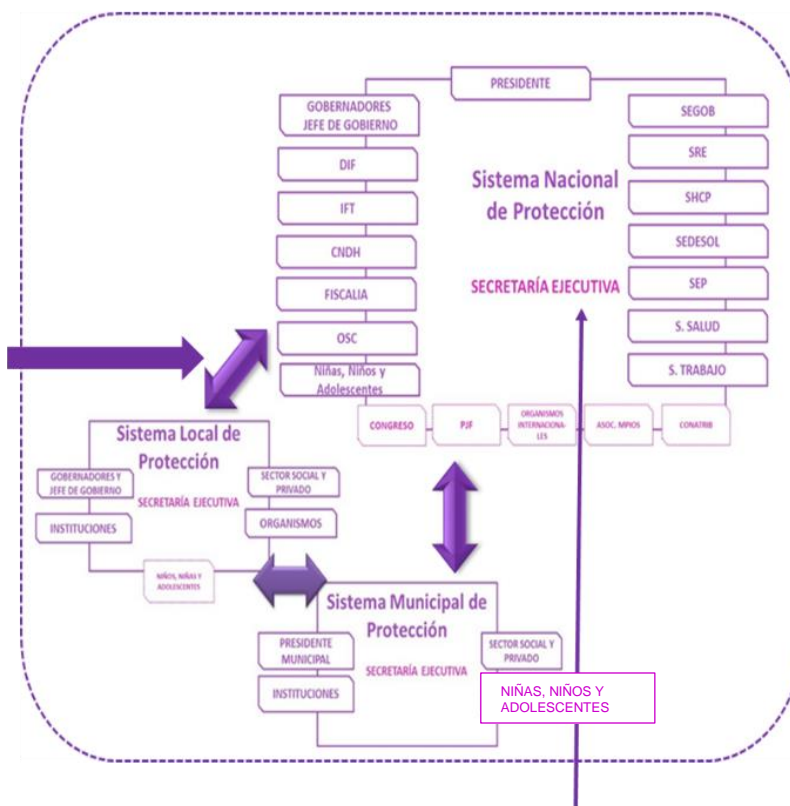 PRESIDENTE
GOBERNADORES
JEFE DE GOBIERNO
DIF
IFT
CNDH
FISCALIA
OSC
Niñas, Niños y
Adolescentes
Sistema Nacional
de Protección
SECRETARÍA EJECUTIVA
SEGOB
SRE
SHCP
SEDESOL
SEP
S. SALUD
S. TRABAJO
CONGRESO
PJF
ORGANISMOS
INTERNACIONA-
LES
ASOC. MPIOS
CONATRIB
Sistema Local de
Protección
GOBERNADORES Y
JEFE DE GOBIERNO
SECRETARÍA EJECUTIVA
SECTOR SOCIAL Y
PRIVADO
INSTITUCIONES
ORGANISMOS
NIÑOS, NIÑAS Y
ADOLESCENTES
Sistema Municipal de
Protección
PRESIDENTE
MUNICIPAL
SECRETARÍA EJECUTIVA
SECTOR SOCIAL Y
PRIVADO
INSTITUCIONES
NIÑAS, NIÑOS Y
ADOLESCENTES